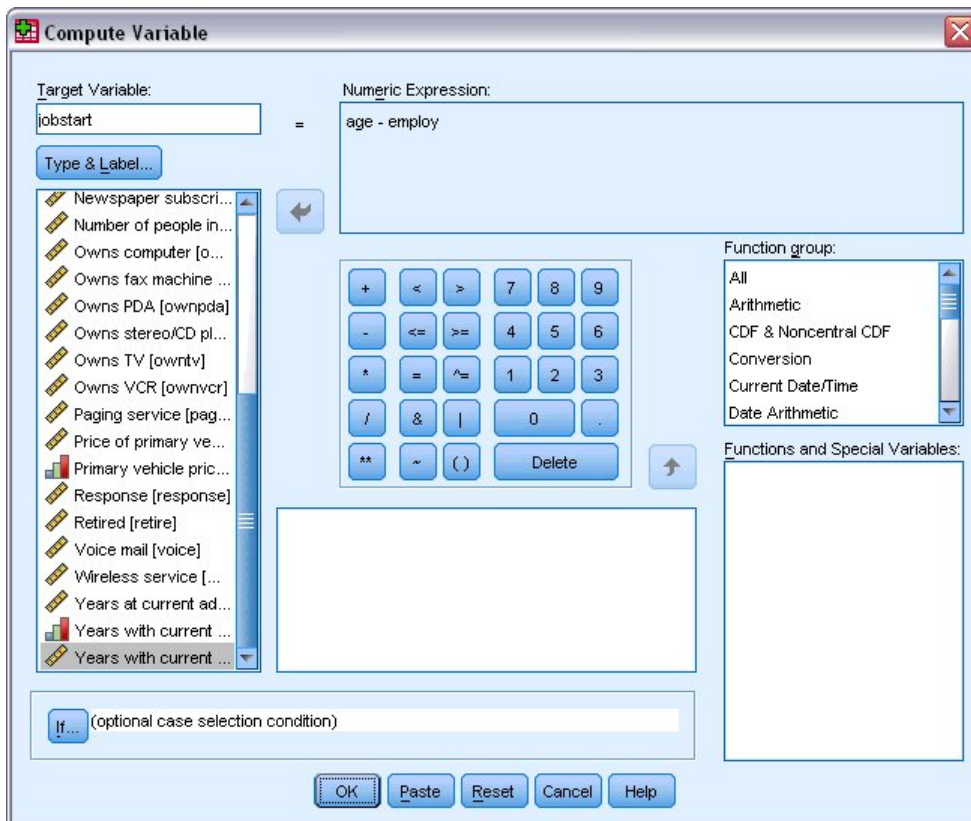 Compute Variable
Target Variable:
jobstart
=
Numeric Expression:
age - employ
Type & Label...
Newspaper subscri...
Number of people in...
Owns computer [o...
Owns fax machine ...
Owns PDA [ownpda]
Owns stereo/CD pl...
Owns TV [owntv]
Owns VCR [ownvcr]
Paging service [pag...
Price of primary ve...
Primary vehicle pric...
Response [response]
Retired [retire]
Voice mail [voice]
Wireless service [...
Years at current ad...
Years with current ...
Years with current ...
+ < > 7 8 9
- <= >= 4 5 6
* = ^= 1 2 3
/ & | 0 .
** ~ ( ) Delete
Function group:
All
Arithmetic
CDF & Noncentral CDF
Conversion
Current Date/Time
Date Arithmetic
Functions and Special Variables:
If... (optional case selection condition)
OK Paste Reset Cancel Help